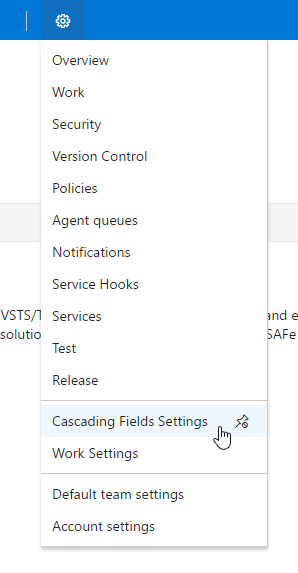 Overview
Work
Security
Version Control
Policies
Agent queues
Notifications
Service Hooks
Services
VSTS/T and e
Test
solutio SAFe
Release
Cascading Fields Settings
Work Settings
Default team settings
Account settings